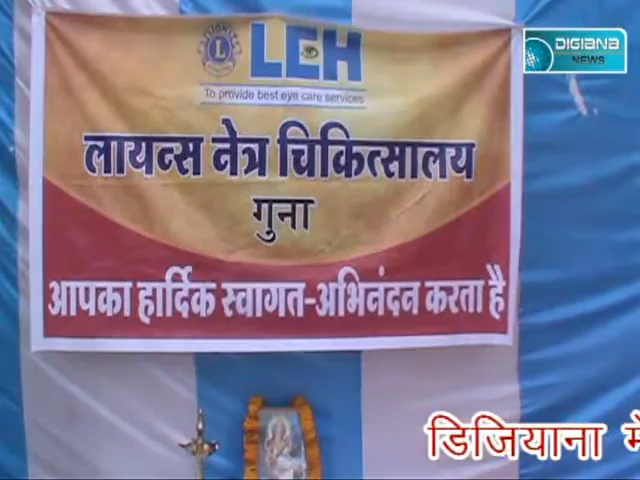 LEH
DIGIANA
NEWS
To provide best eye care services
लायन्स नेत्र चिकित्सालय
गुना
आपका हार्दिक स्वागत-अभिनंदन करता है
डिजियाना मे